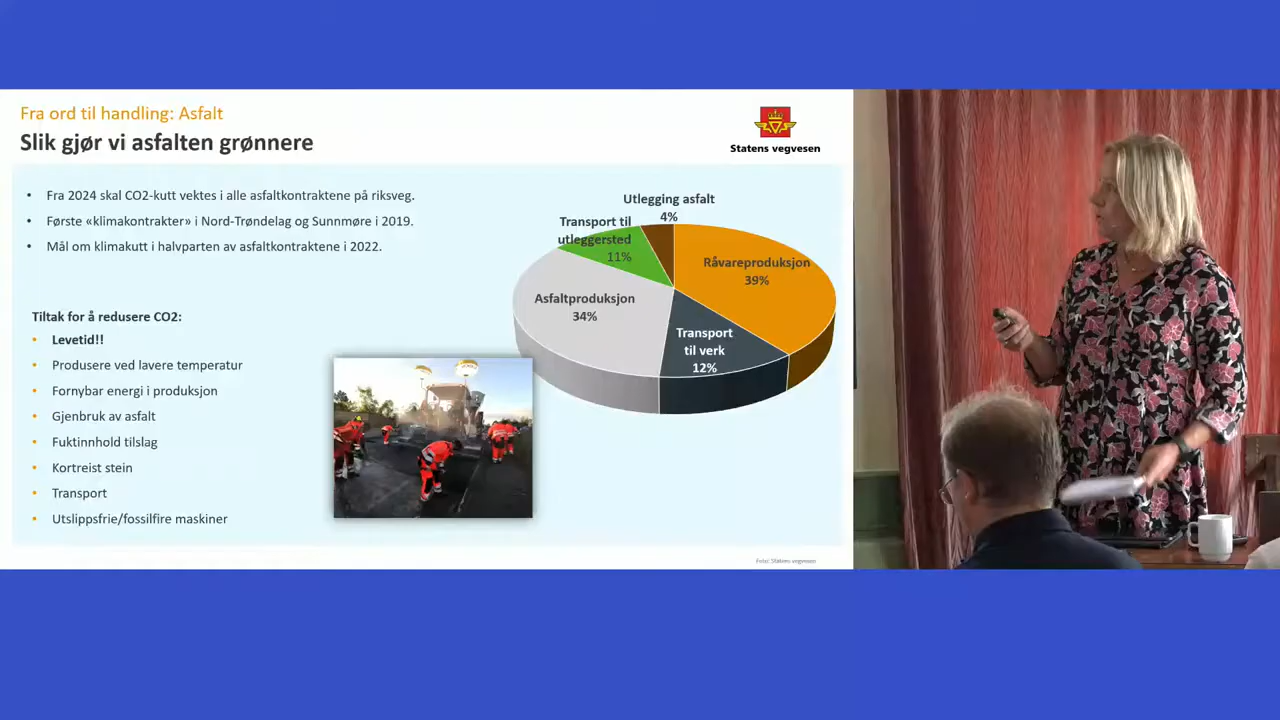 Fra ord til handling: Asfalt
Slik gjør vi asfalten grønnere
Statens vegvesen
• Fra 2024 skal CO2-kutt vektes i alle asfaltkontraktene på riksveg.
• Første «klimakontrakter» i Nord-Trøndelag og Sunnmøre i 2019.
• Mål om klimakutt i halvparten av asfaltkontraktene i 2022.
Tiltak for å redusere CO2:
• Levetid!!
• Produsere ved lavere temperatur
• Fornybar energi i produksjon
• Gjenbruk av asfalt
• Fuktinnhold tilslag
• Kortreist stein
• Transport
• Utslippsfrie/fossilfire maskiner
Utlegging asfalt
4%
Transport til
utleggersted
11%
Råvareproduksjon
39%
Asfaltproduksjon
34%
Transport
til verk
12%
Foto: Statens vegvesen